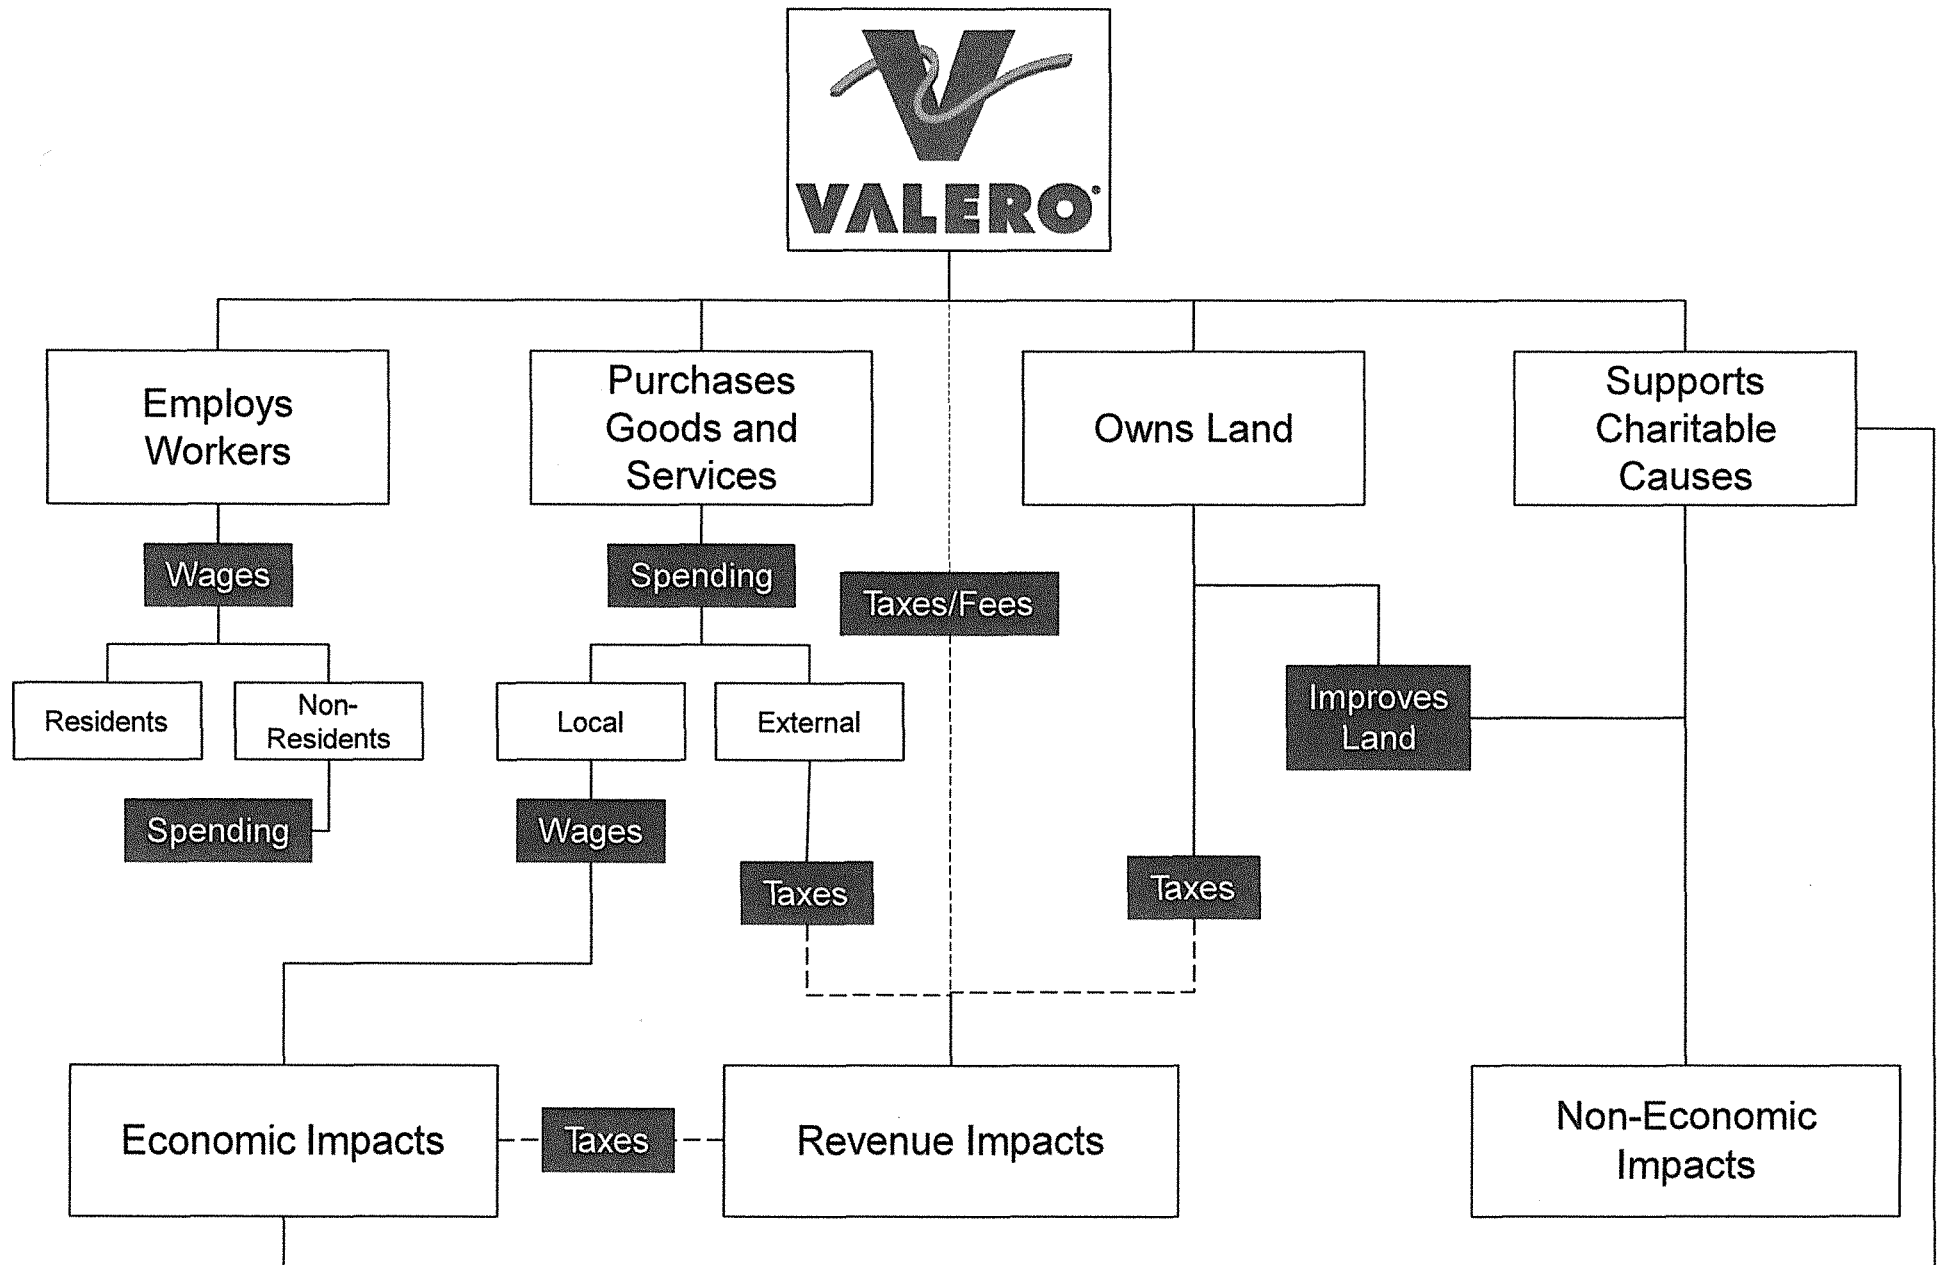 VALERO
Employs
Workers
Purchases
Goods and
Services
Owns Land
Supports
Charitable
Causes
Wages
Spending
Taxes/Fees
Residents
Non-
Residents
Local
External
Improves
Land
Spending
Wages
Taxes
Taxes
Economic Impacts
Taxes
Revenue Impacts
Non-Economic
Impacts